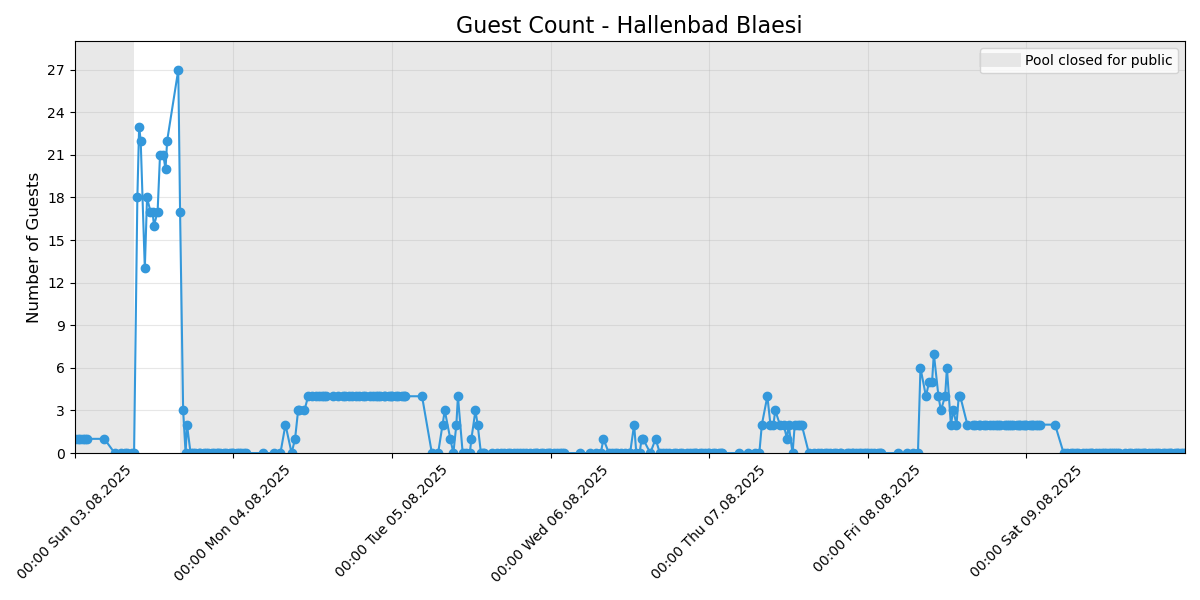 Guest Count - Hallenbad Blaesi
Pool closed for public
Number of Guests
27
24
21
18
15
12
9
6
3
0
00:00 Sun 03.08.2025
00:00 Mon 04.08.2025
00:00 Tue 05.08.2025
00:00 Wed 06.08.2025
00:00 Thu 07.08.2025
00:00 Fri 08.08.2025
00:00 Sat 09.08.2025